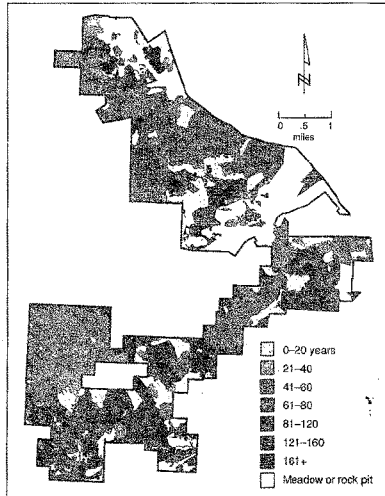 N
0 .5 1
miles
0–20 years
21–40
41–60
61–80
81–120
121–160
161+
Meadow or rock pit